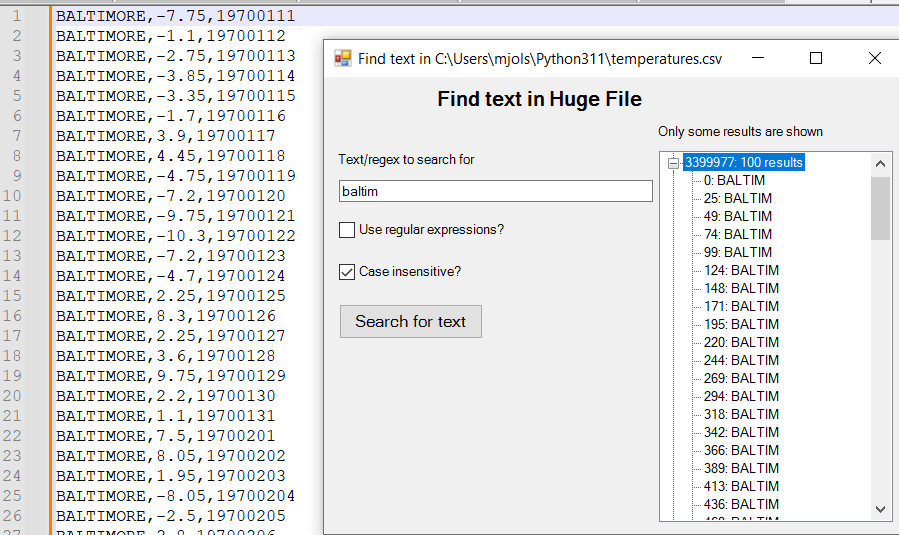 1 BALTIMORE,-7.75,19700111
2 BALTIMORE,-1.1,19700112
3 BALTIMORE,-2.75,19700113
4 BALTIMORE,-3.85,19700114
5 BALTIMORE,-3.35,19700115
6 BALTIMORE,-1.7,19700116
7 BALTIMORE,3.9,19700117
8 BALTIMORE,4.45,19700118
9 BALTIMORE,-4.75,19700119
10 BALTIMORE,-7.2,19700120
11 BALTIMORE,-9.75,19700121
12 BALTIMORE,-10.3,19700122
13 BALTIMORE,-7.2,19700123
14 BALTIMORE,-4.7,19700124
15 BALTIMORE,2.25,19700125
16 BALTIMORE,8.3,19700126
17 BALTIMORE,2.25,19700127
18 BALTIMORE,3.6,19700128
19 BALTIMORE,9.75,19700129
20 BALTIMORE,2.2,19700130
21 BALTIMORE,1.1,19700131
22 BALTIMORE,7.5,19700201
23 BALTIMORE,8.05,19700202
24 BALTIMORE,1.95,19700203
25 BALTIMORE,-8.05,19700204
26 BALTIMORE,-2.5,19700205
Find text in C:\Users\mjols\Python311\temperatures.csv
Find text in Huge File
Text/regex to search for
baltim
Use regular expressions?
Case insensitive?
Search for text
Only some results are shown
3399977: 100 results
0: BALTIM
25: BALTIM
49: BALTIM
74: BALTIM
99: BALTIM
124: BALTIM
148: BALTIM
171: BALTIM
195: BALTIM
220: BALTIM
244: BALTIM
269: BALTIM
294: BALTIM
318: BALTIM
342: BALTIM
366: BALTIM
389: BALTIM
413: BALTIM
436: BALTIM